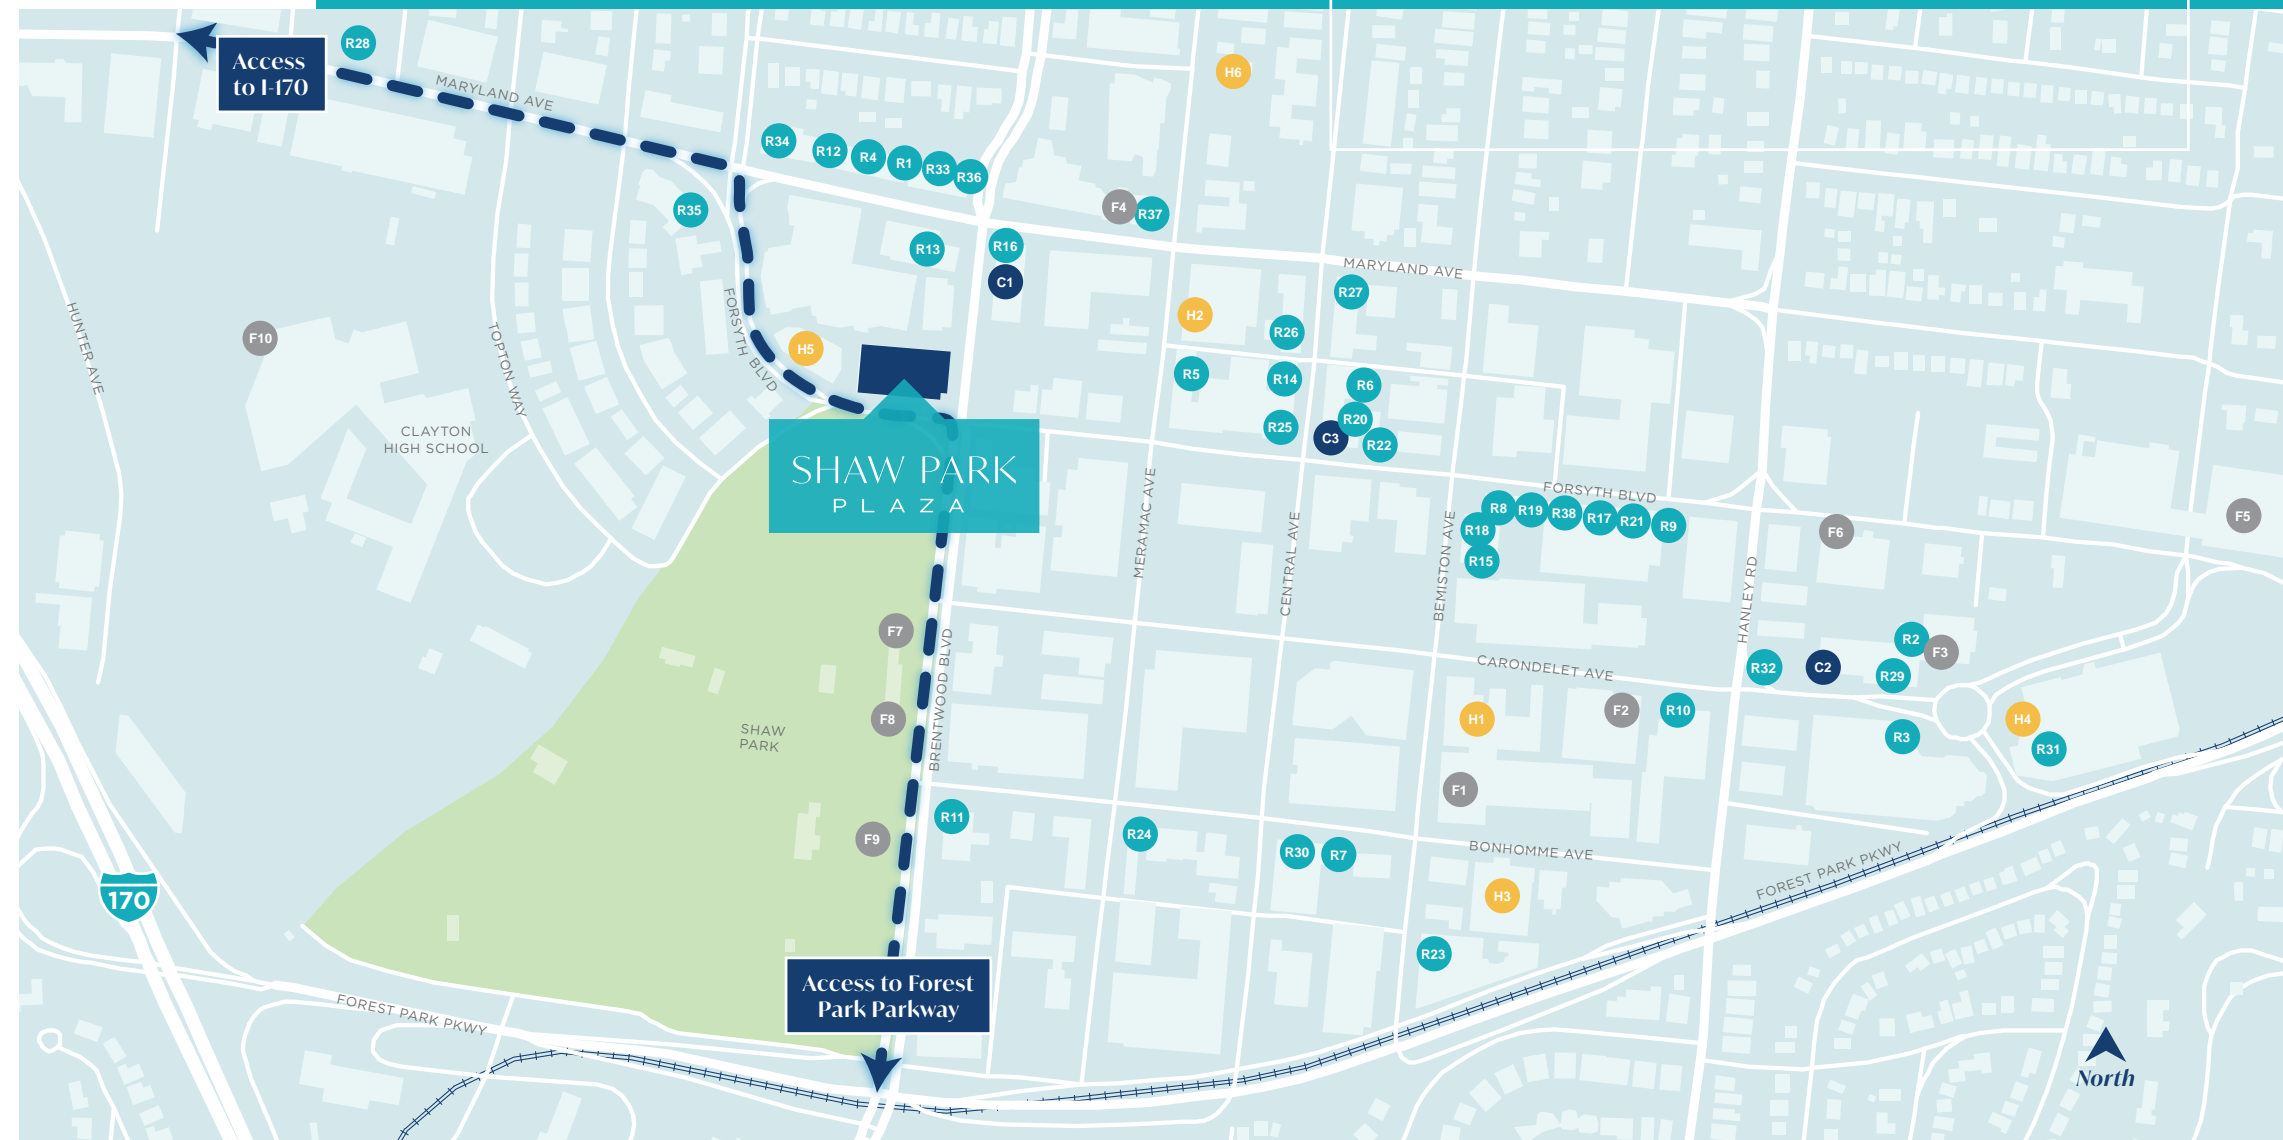 Access
to I-170
R28
MARYLAND AVE
H6
R34
R12
R4
R1
R33
R36
R35
F4
R37
R13
R16
C1
MARYLAND AVE
R27
H2
R26
HUNTER AVE
F10
TOPTON WAY
FORSYTH BLVD
H5
R5
R14
R6
R20
R25
C3
R22
CLAYTON
HIGH SCHOOL
SHAW PARK
PLAZA
MERAMAC AVE
CENTRAL AVE
BEMISTON AVE
FORSYTH BLVD
R8
R19
R38
R17
R21
R9
R18
R15
F6
F5
HANLEY RD
F7
BRENTWOOD BLVD
R2
F3
R32
C2
R29
CARONDELET AVE
F8
SHAW
PARK
H1
F2
R10
R3
H4
R31
F1
R11
F9
R24
R30
R7
BONHOMME AVE
FOREST PARK PKWY
170
H3
R23
Access to Forest
Park Parkway
FOREST PARK PKWY
North